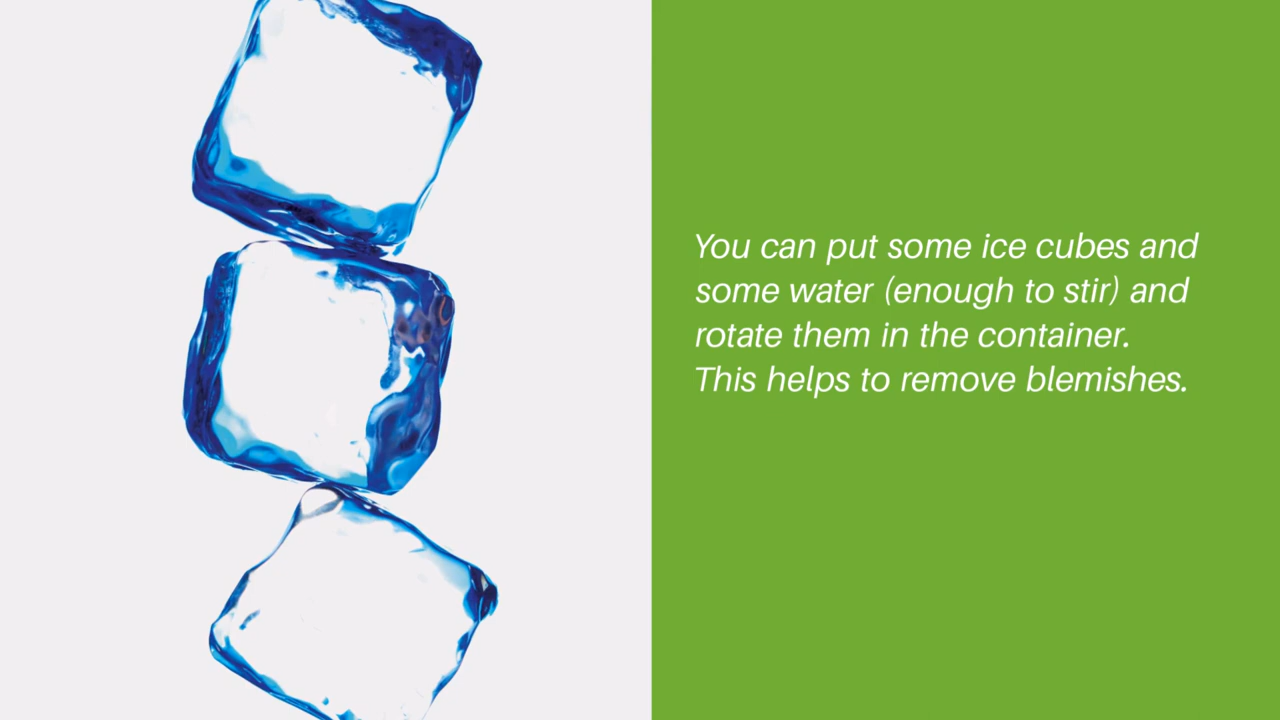 You can put some ice cubes and
some water (enough to stir) and
rotate them in the container.
This helps to remove blemishes.